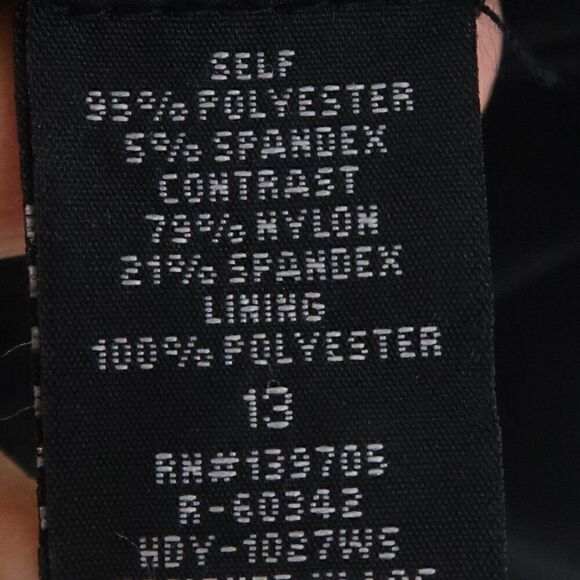 SELF
95% POLYESTER
5% SPANDEX
CONTRAST
79% NYLON
21% SPANDEX
LINING
100% POLYESTER
13
RN#139705
R-60342
HDY-1027WS